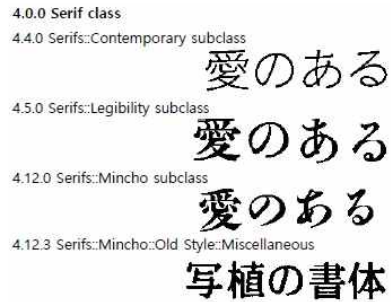 4.0.0 Serif class
4.4.0 Serifs::Contemporary subclass
愛のある
4.5.0 Serifs::Legibility subclass
愛のある
4.12.0 Serifs::Mincho subclass
愛のある
4.12.3 Serifs::Mincho::Old Style::Miscellaneous
写植の書体